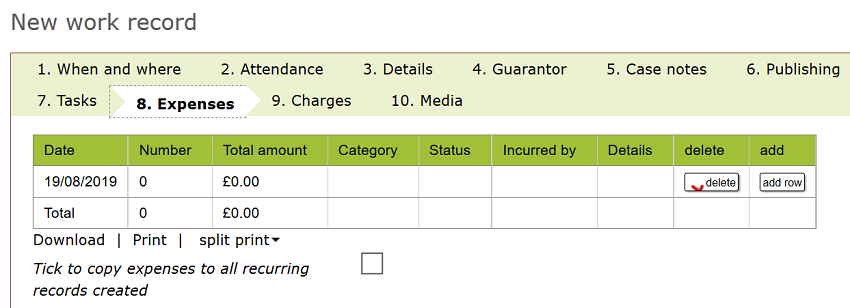 New work record
1. When and where 2. Attendance 3. Details 4. Guarantor 5. Case notes 6. Publishing
7. Tasks 8. Expenses 9. Charges 10. Media
Date Number Total amount Category Status Incurred by Details delete add
19/08/2019 0 £0.00 delete add row
Total 0 £0.00
Download | Print | split print
Tick to copy expenses to all recurring
records created